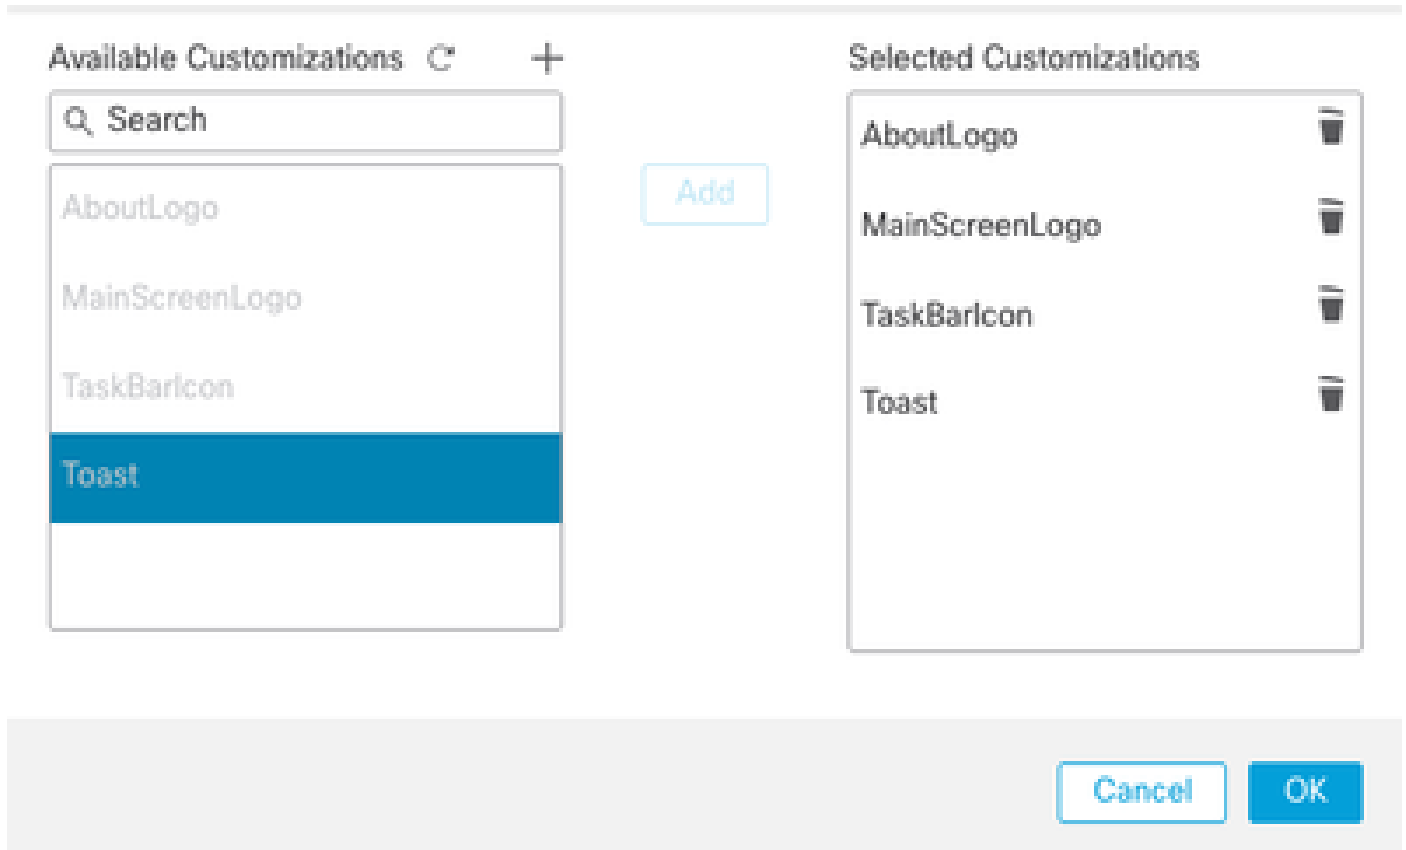 Available Customizations
Search
AboutLogo
MainScreenLogo
TaskBarIcon
Toast
Add
Selected Customizations
AboutLogo
MainScreenLogo
TaskBarIcon
Toast
Cancel
OK